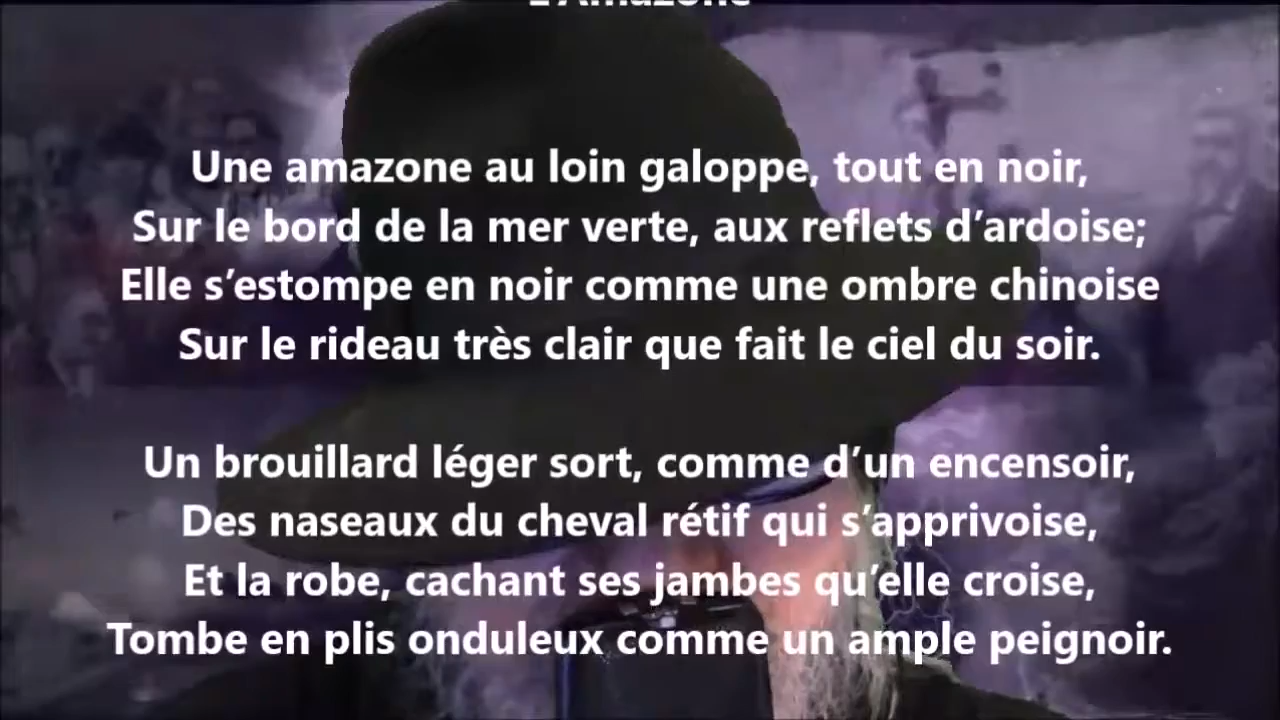 L'Amazone
Une amazone au loin galoppe, tout en noir,
Sur le bord de la mer verte, aux reflets d’ardoise;
Elle s’estompe en noir comme une ombre chinoise
Sur le rideau très clair que fait le ciel du soir.
Un brouillard léger sort, comme d’un encensoir,
Des naseaux du cheval rétif qui s’apprivoise,
Et la robe, cachant ses jambes qu’elle croise,
Tombe en plis onduleux comme un ample peignoir.